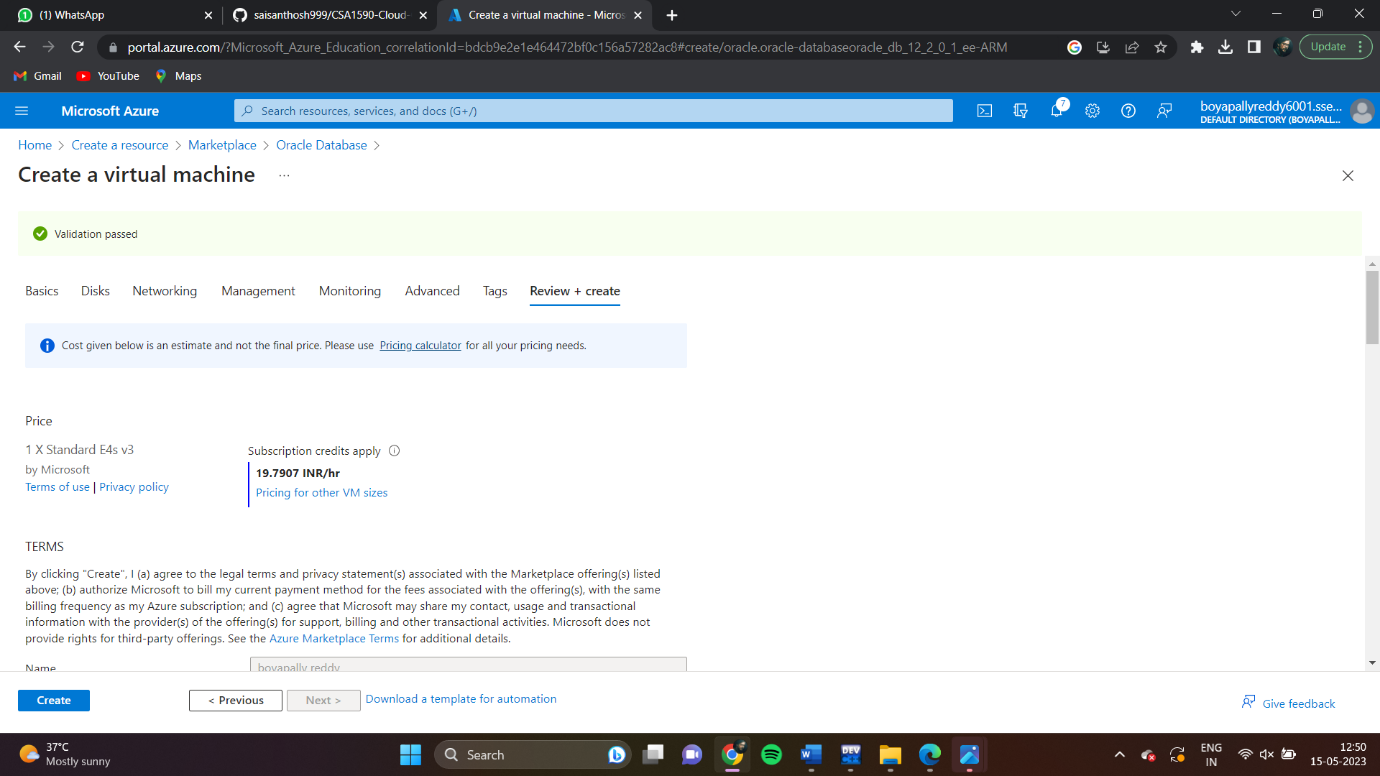 (1) WhatsApp
saisanthosh999/CSA1590-Cloud-
Create a virtual machine - Micros
portal.azure.com/?Microsoft_Azure_Education_correlationId=bdcb9e2e1e464472bf0c156a57282ac8#create/oracle.oracle-databaseoracle_db_12_2_0_1_ee-ARM
Update
Gmail
YouTube
Maps
Microsoft Azure
Search resources, services, and docs (G+/)
7
boyapallyreddy6001.sse...
DEFAULT DIRECTORY (BOYAPALL...
Home > Create a resource > Marketplace > Oracle Database >
Create a virtual machine ...
Validation passed
Basics Disks Networking Management Monitoring Advanced Tags Review + create
Cost given below is an estimate and not the final price. Please use Pricing calculator for all your pricing needs.
Price
1 X Standard E4s v3
by Microsoft
Terms of use | Privacy policy
Subscription credits apply
19.7907 INR/hr
Pricing for other VM sizes
TERMS
By clicking "Create", I (a) agree to the legal terms and privacy statement(s) associated with the Marketplace offering(s) listed
above; (b) authorize Microsoft to bill my current payment method for the fees associated with the offering(s), with the same
billing frequency as my Azure subscription; and (c) agree that Microsoft may share my contact, usage and transactional
information with the provider(s) of the offering(s) for support, billing and other transactional activities. Microsoft does not
provide rights for third-party offerings. See the Azure Marketplace Terms for additional details.
Name
boyapally reddy
Create
< Previous
Next >
Download a template for automation
Give feedback
37°C
Mostly sunny
Search
DEV
ENG
IN
12:50
15-05-2023